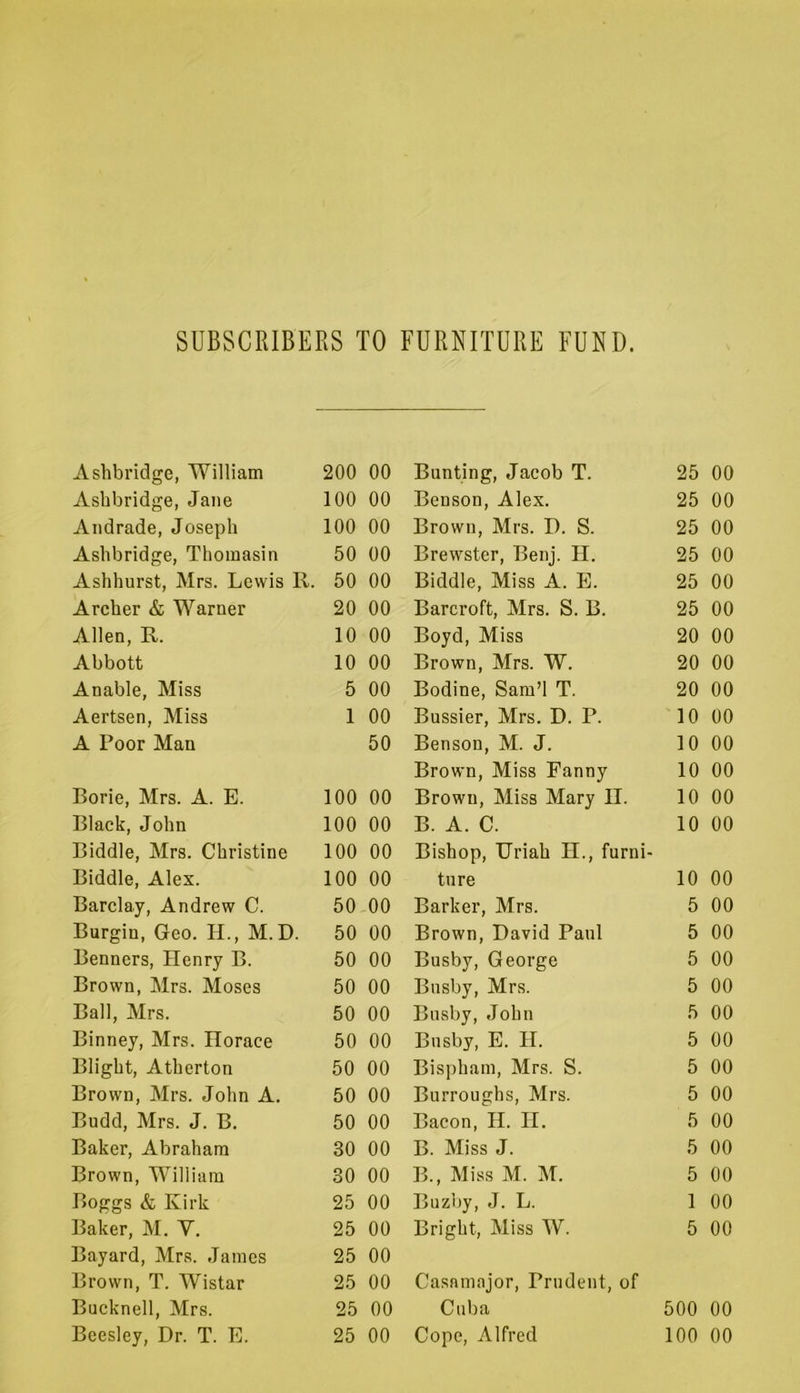 SUBSCRIBERS TO FURNITURE FUND.
Ashbridge, William 200 00
Ashbridge, Jane 100 00
Andrade, Joseph 100 00
Ashbridge, Thomasin 50 00
Ashhurst, Mrs. Lewis R. 50 00
Archer & Warner 20 00
Allen, R. 10 00
Abbott 10 00
Anable, Miss 5 00
Aertsen, Miss 1 00
A Poor Man 50
Borie, Mrs. A. E. 100 00
Black, John 100 00
Biddle, Mrs. Christine 100 00
Biddle, Alex. 100 00
Barclay, Andrew C. 50 00
Burgin, Geo. H., M.D. 50 00
Benners, Henry B. 50 00
Brown, Mrs. Moses 50 00
Ball, Mrs. 50 00
Binney, Mrs. Horace 50 00
Blight, Atherton 50 00
Brown, Mrs. John A. 50 00
Budd, Mrs. J. B. 50 00
Baker, Abraham 30 00
Brown, William 30 00
Boggs & Kirk 25 00
Baker, M. V. 25 00
Bayard, Mrs. James 25 00
Brown, T. Wistar 25 00
Bucknell, Mrs. 25 00
Beesley, Dr. T. E. 25 00
Bunting, Jacob T. 25 00
Benson, Alex. 25 00
Brown, Mrs. D. S. 25 00
Brewster, Benj. H. 25 00
Biddle, Miss A. E. 25 00
Barcroft, Mrs. S. B. 25 00
Boyd, Miss 20 00
Brown, Mrs. W. 20 00
Bodine, Sam'l T. 20 00
Bussier, Mrs. D. P. 10 00
Benson, M. J. 10 00
Brown, Miss Fanny 10 00
Brown, Miss Mary H. 10 00
B. A. C. 10 00
Bishop, Uriah H., furni-
ture 10 00
Barker, Mrs. 5 00
Brown, David Paul 5 00
Busby, George 5 00
Busby, Mrs. 5 00
Busby, John 5 00
Busby, E. H. 5 00
Bispham, Mrs. S. 5 00
Burroughs, Mrs. 5 00
Bacon, H. H. 5 00
B. Miss J. 5 00
B., Miss M. M. 5 00
Buzby, J. L. 1 00
Bright, Miss W. 5 00
Casamajor, Prudent, of
Cuba 500 00
Cope, Alfred 100 00